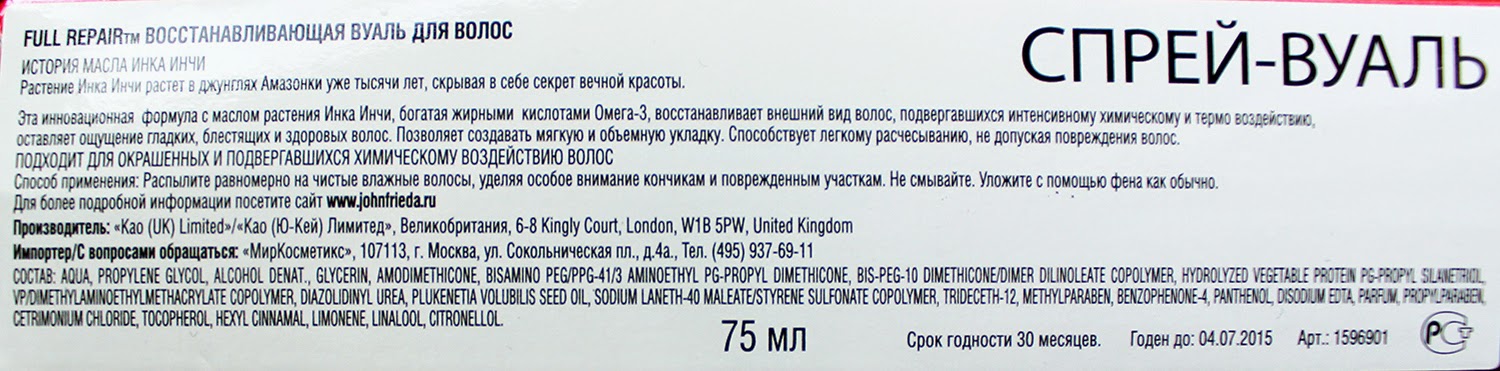 FULL REPAIR™ ВОССТАНАВЛИВАЮЩАЯ ВУАЛЬ ДЛЯ ВОЛОС
СПРЕЙ-ВУАЛЬ
ИСТОРИЯ МАСЛА ИНКА ИНЧИ
Растение Инка Инчи растет в джунглях Амазонки уже тысячи лет, скрывая в себе секрет вечной красоты.
Эта инновационная формула с маслом растения Инка Инчи, богатая жирными кислотами Омега-3, восстанавливает внешний вид волос, подвергавшихся интенсивному химическому и термо воздействию,
оставляет ощущение гладких, блестящих и здоровых волос. Позволяет создавать мягкую и объемную укладку. Способствует легкому расчесыванию, не допуская повреждения волос.
ПОДХОДИТ ДЛЯ ОКРАШЕННЫХ И ПОДВЕРГАВШИХСЯ ХИМИЧЕСКОМУ ВОЗДЕЙСТВИЮ ВОЛОС
Способ применения: Распылите равномерно на чистые влажные волосы, уделяя особое внимание кончикам и поврежденным участкам. Не смывайте. Уложите с помощью фена как обычно.
Для более подробной информации посетите сайт www.johnfrieda.ru
Производитель: «Kao (UK) Limited»/«Као (Ю-Кей) Лимитед», Великобритания, 6-8 Kingly Court, London, W1B 5PW, United Kingdom
Импортер/С вопросами обращаться: «МирКосметикс», 107113, г. Москва, ул. Сокольническая пл., д.4а., Тел. (495) 937-69-11
СОСТАВ: AQUA, PROPYLENE GLYCOL, ALCOHOL DENAT., GLYCERIN, AMODIMETHICONE, BISAMINO PEG/PPG-41/3 AMINOETHYL PG-PROPYL DIMETHICONE, BIS-PEG-10 DIMETHICONE/DIMER DILINOLEATE COPOLYMER, HYDROLYZED VEGETABLE PROTEIN PG-PROPYL SILANETRIOL,
VP/DIMETHYLAMINOETHYLMETHACRYLATE COPOLYMER, DIAZOLIDINYL UREA, PLUKENETIA VOLUBILIS SEED OIL, SODIUM LANETH-40 MALEATE/STYRENE SULFONATE COPOLYMER, TRIDECETH-12, METHYLPARABEN, BENZOPHENONE-4, PANTHENOL, DISODIUM EDTA, PARFUM, PROPYLPARABEN,
CETRIMONIUM CHLORIDE, TOCOPHEROL, HEXYL CINNAMAL, LIMONENE, LINALOOL, CITRONELLOL.
75 мл Срок годности 30 месяцев. Годен до: 04.07.2015 Арт.: 1596901 РСТ